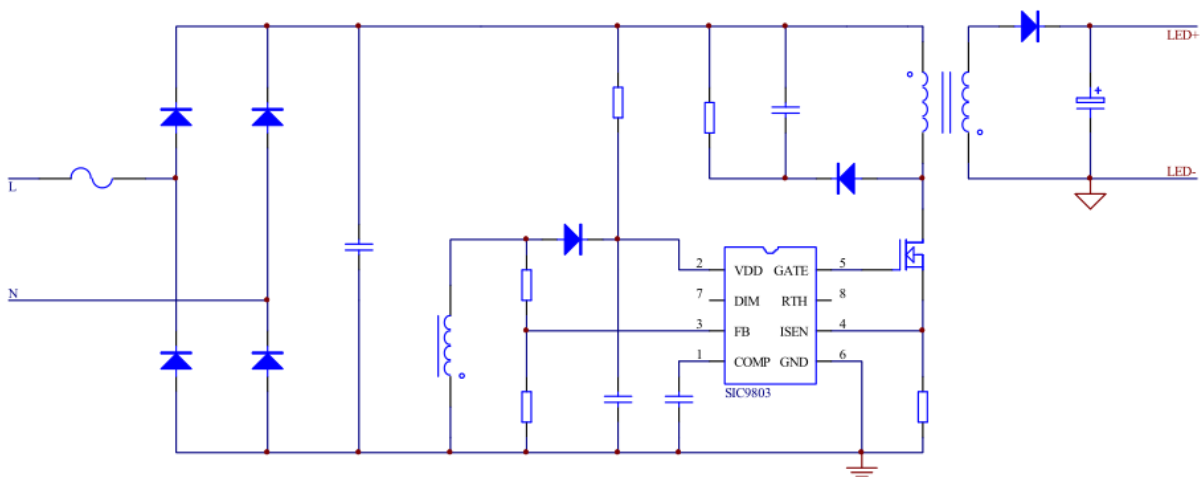 LED+
L
LED-
N
2 VDD GATE 5
7 DIM RTH 8
3 FB ISEN 4
1 COMP GND 6
SIC9803
+